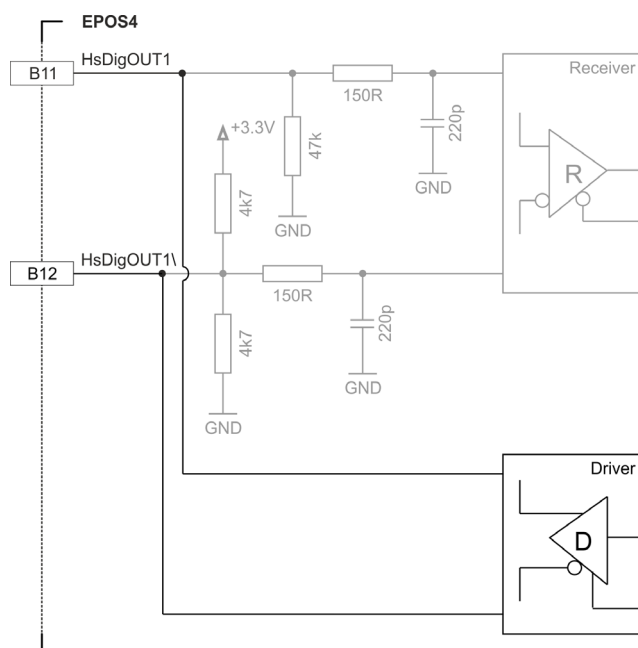 EPOS4
B11
HsDigOUT1
150R
Receiver
+3.3V
47k
220p
R
4k7
GND
GND
B12
HsDigOUT1\
150R
4k7
220p
GND
GND
Driver
D